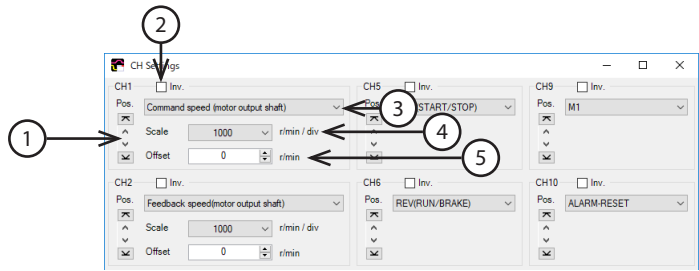 2
CH Settings
CH1 Inv. CH5 Inv. CH9 Inv.
Pos. Command speed (motor output shaft) 3 Pos. START/STOP) Pos. M1
1 Scale 1000 r/min / div 4
Offset 0 r/min 5
CH2 Inv. CH6 Inv. CH10 Inv.
Pos. Feedback speed(motor output shaft) Pos. REV(RUN/BRAKE) Pos. ALARM-RESET
Scale 1000 r/min / div
Offset 0 r/min